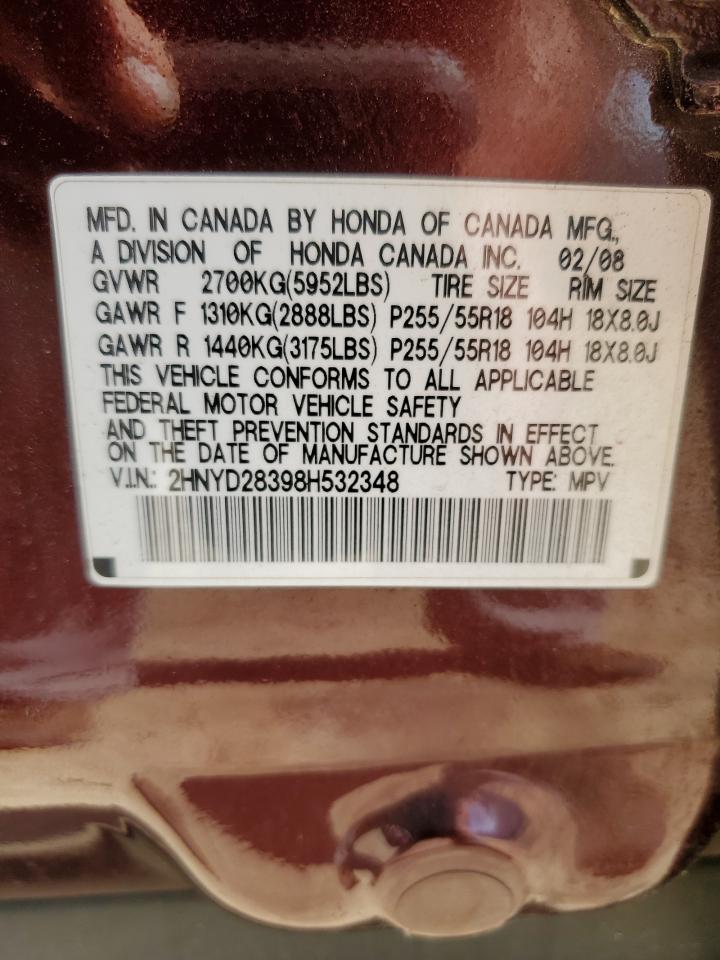 MFD. IN CANADA BY HONDA OF CANADA MFG.,
A DIVISION OF HONDA CANADA INC. 02/08
GVWR 2700KG(5952LBS) TIRE SIZE RIM SIZE
GAWR F 1310KG(2888LBS) P255/55R18 104H 18X8.0J
GAWR R 1440KG(3175LBS) P255/55R18 104H 18X8.0J
THIS VEHICLE CONFORMS TO ALL APPLICABLE
FEDERAL MOTOR VEHICLE SAFETY
AND THEFT PREVENTION STANDARDS IN EFFECT
ON THE DATE OF MANUFACTURE SHOWN ABOVE.
V.I.N.: 2HNYD28398H532348 TYPE: MPV